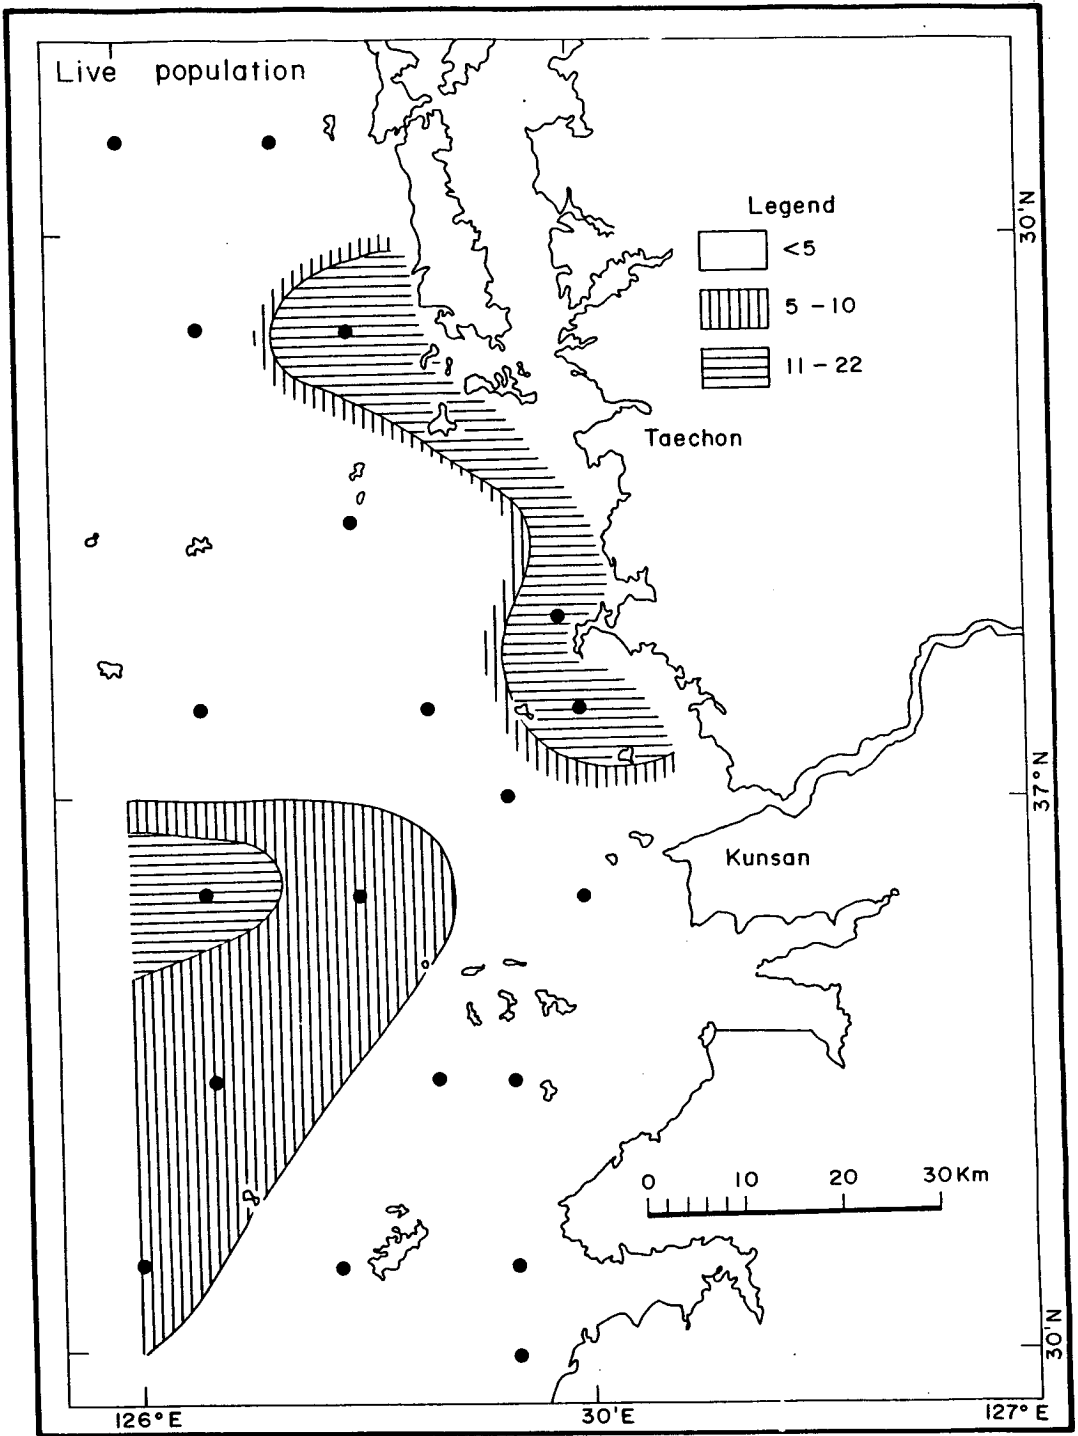 Live population
Legend
<5
5 – 10
11 – 22
30'N
Taechon
37° N
Kunsan
0 10 20 30 Km
30'N
126° E 30'E 127° E